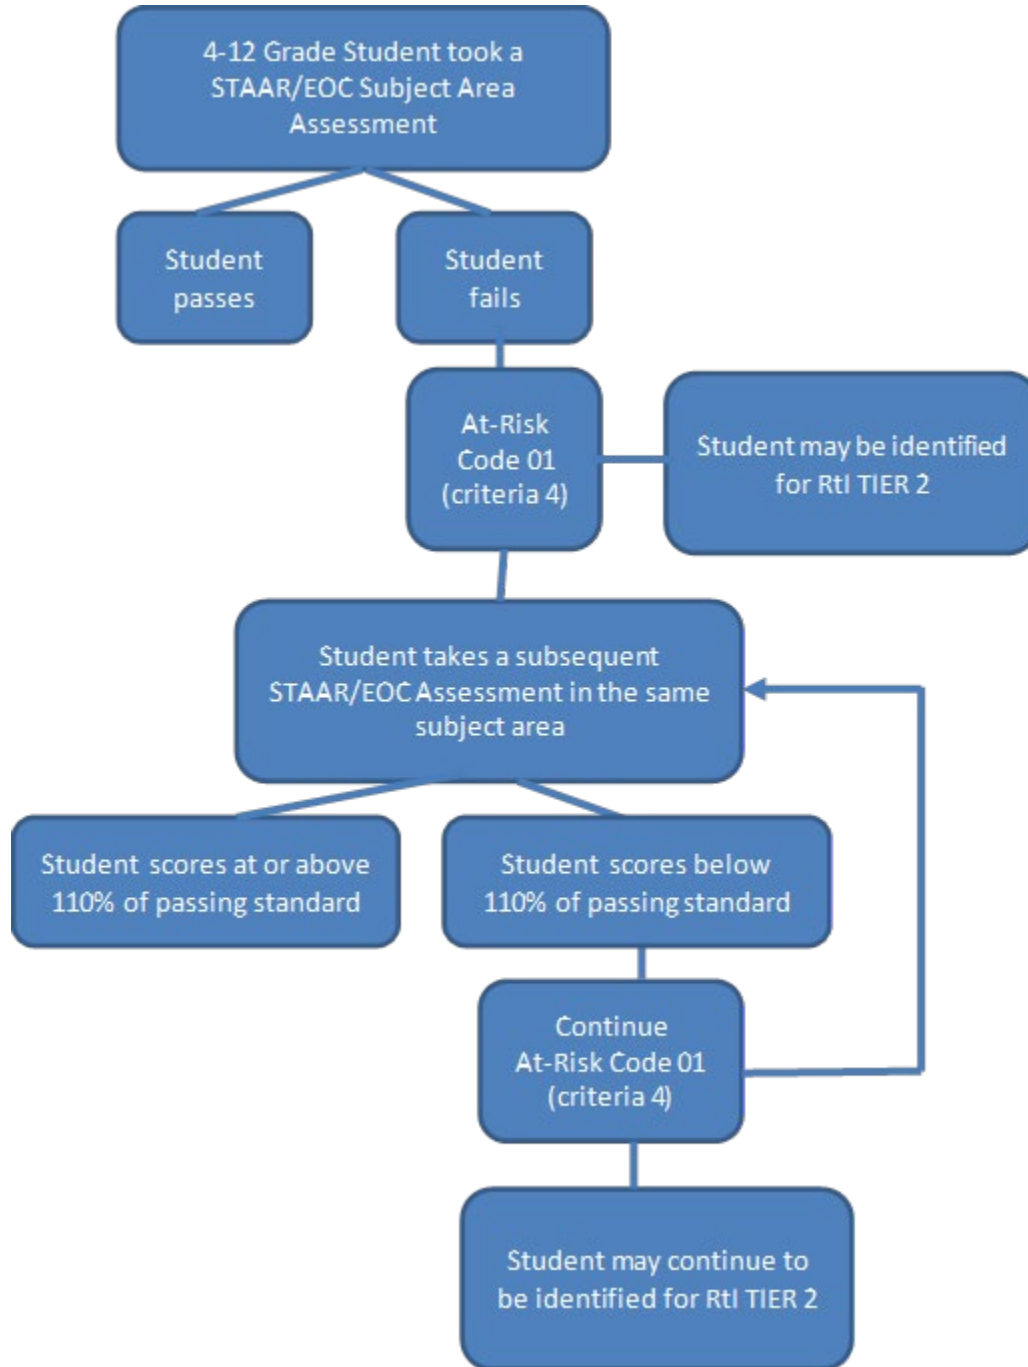 4-12 Grade Student took a
STAAR/EOC Subject Area
Assessment
Student
passes
Student
fails
At-Risk
Code 01
(criteria 4)
Student may be identified
for RtI TIER 2
Student takes a subsequent
STAAR/EOC Assessment in the same
subject area
Student scores at or above
110% of passing standard
Student scores below
110% of passing standard
Continue
At-Risk Code 01
(criteria 4)
Student may continue to
be identified for RtI TIER 2